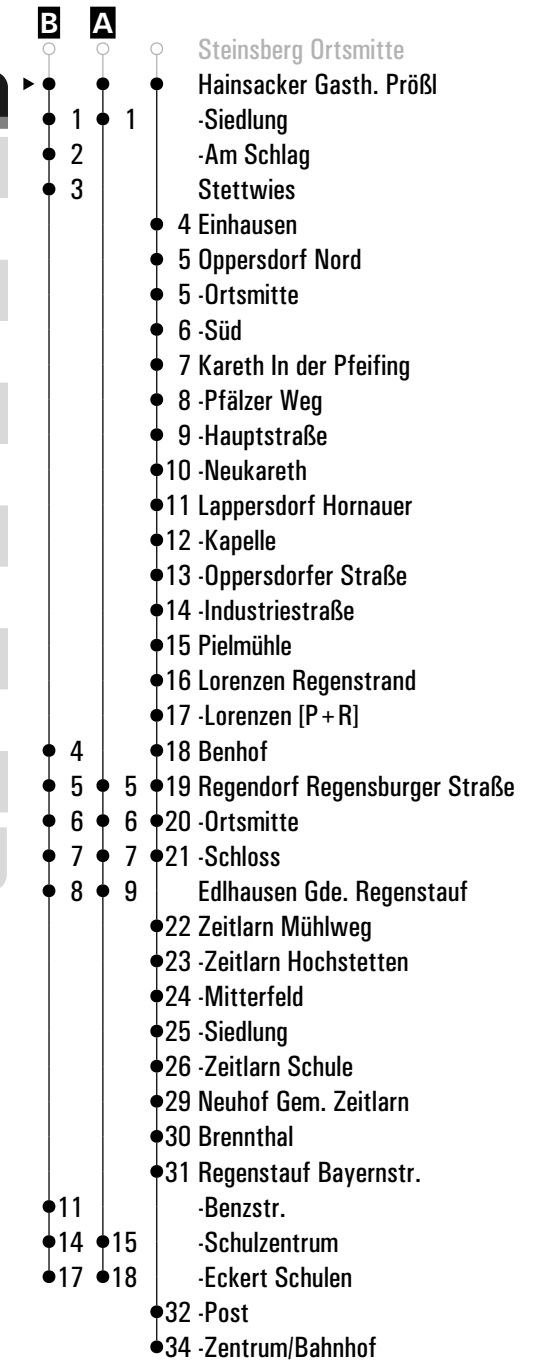 B A
Steinsberg Ortsmitte
Hainsacker Gasth. Prößl
1 1 -Siedlung
2 -Am Schlag
3 Stettwies
4 Einhausen
5 Oppersdorf Nord
5 -Ortsmitte
6 -Süd
7 Kareth In der Pfeifing
8 -Pfälzer Weg
9 -Hauptstraße
10 -Neukareth
11 Lappersdorf Hornauer
12 -Kapelle
13 -Oppersdorfer Straße
14 -Industriestraße
15 Pielmühle
16 Lorenzen Regenstrand
17 -Lorenzen [P+R]
4 18 Benhof
5 5 19 Regendorf Regensburger Straße
6 6 20 -Ortsmitte
7 7 21 -Schloss
8 9 Edlhausen Gde. Regenstauf
22 Zeitlarn Mühlweg
23 -Zeitlarn Hochstetten
24 -Mitterfeld
25 -Siedlung
26 -Zeitlarn Schule
29 Neuhof Gem. Zeitlarn
30 Brennthal
31 Regenstauf Bayernstr.
11 -Benzstr.
14 15 -Schulzentrum
17 18 -Eckert Schulen
32 -Post
34 -Zentrum/Bahnhof